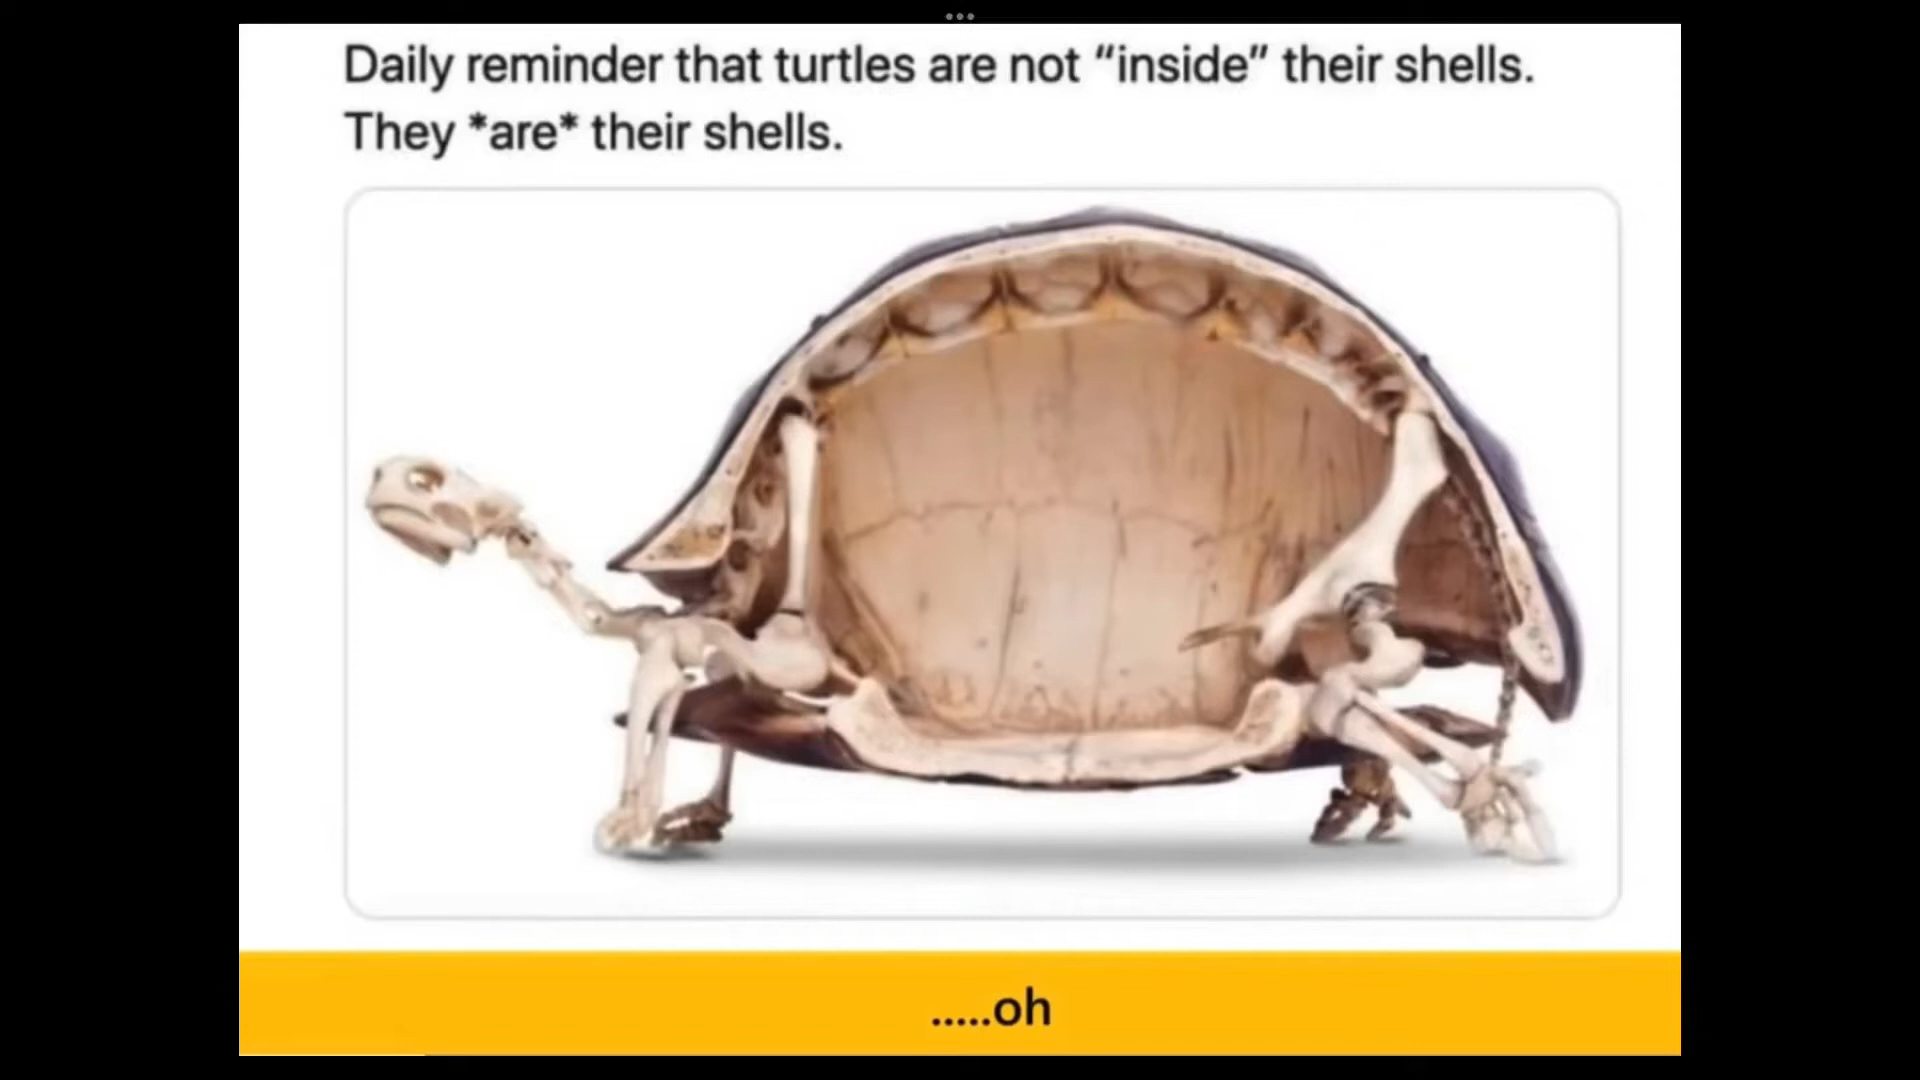 Daily reminder that turtles are not “inside” their shells.
They *are* their shells.
.....oh